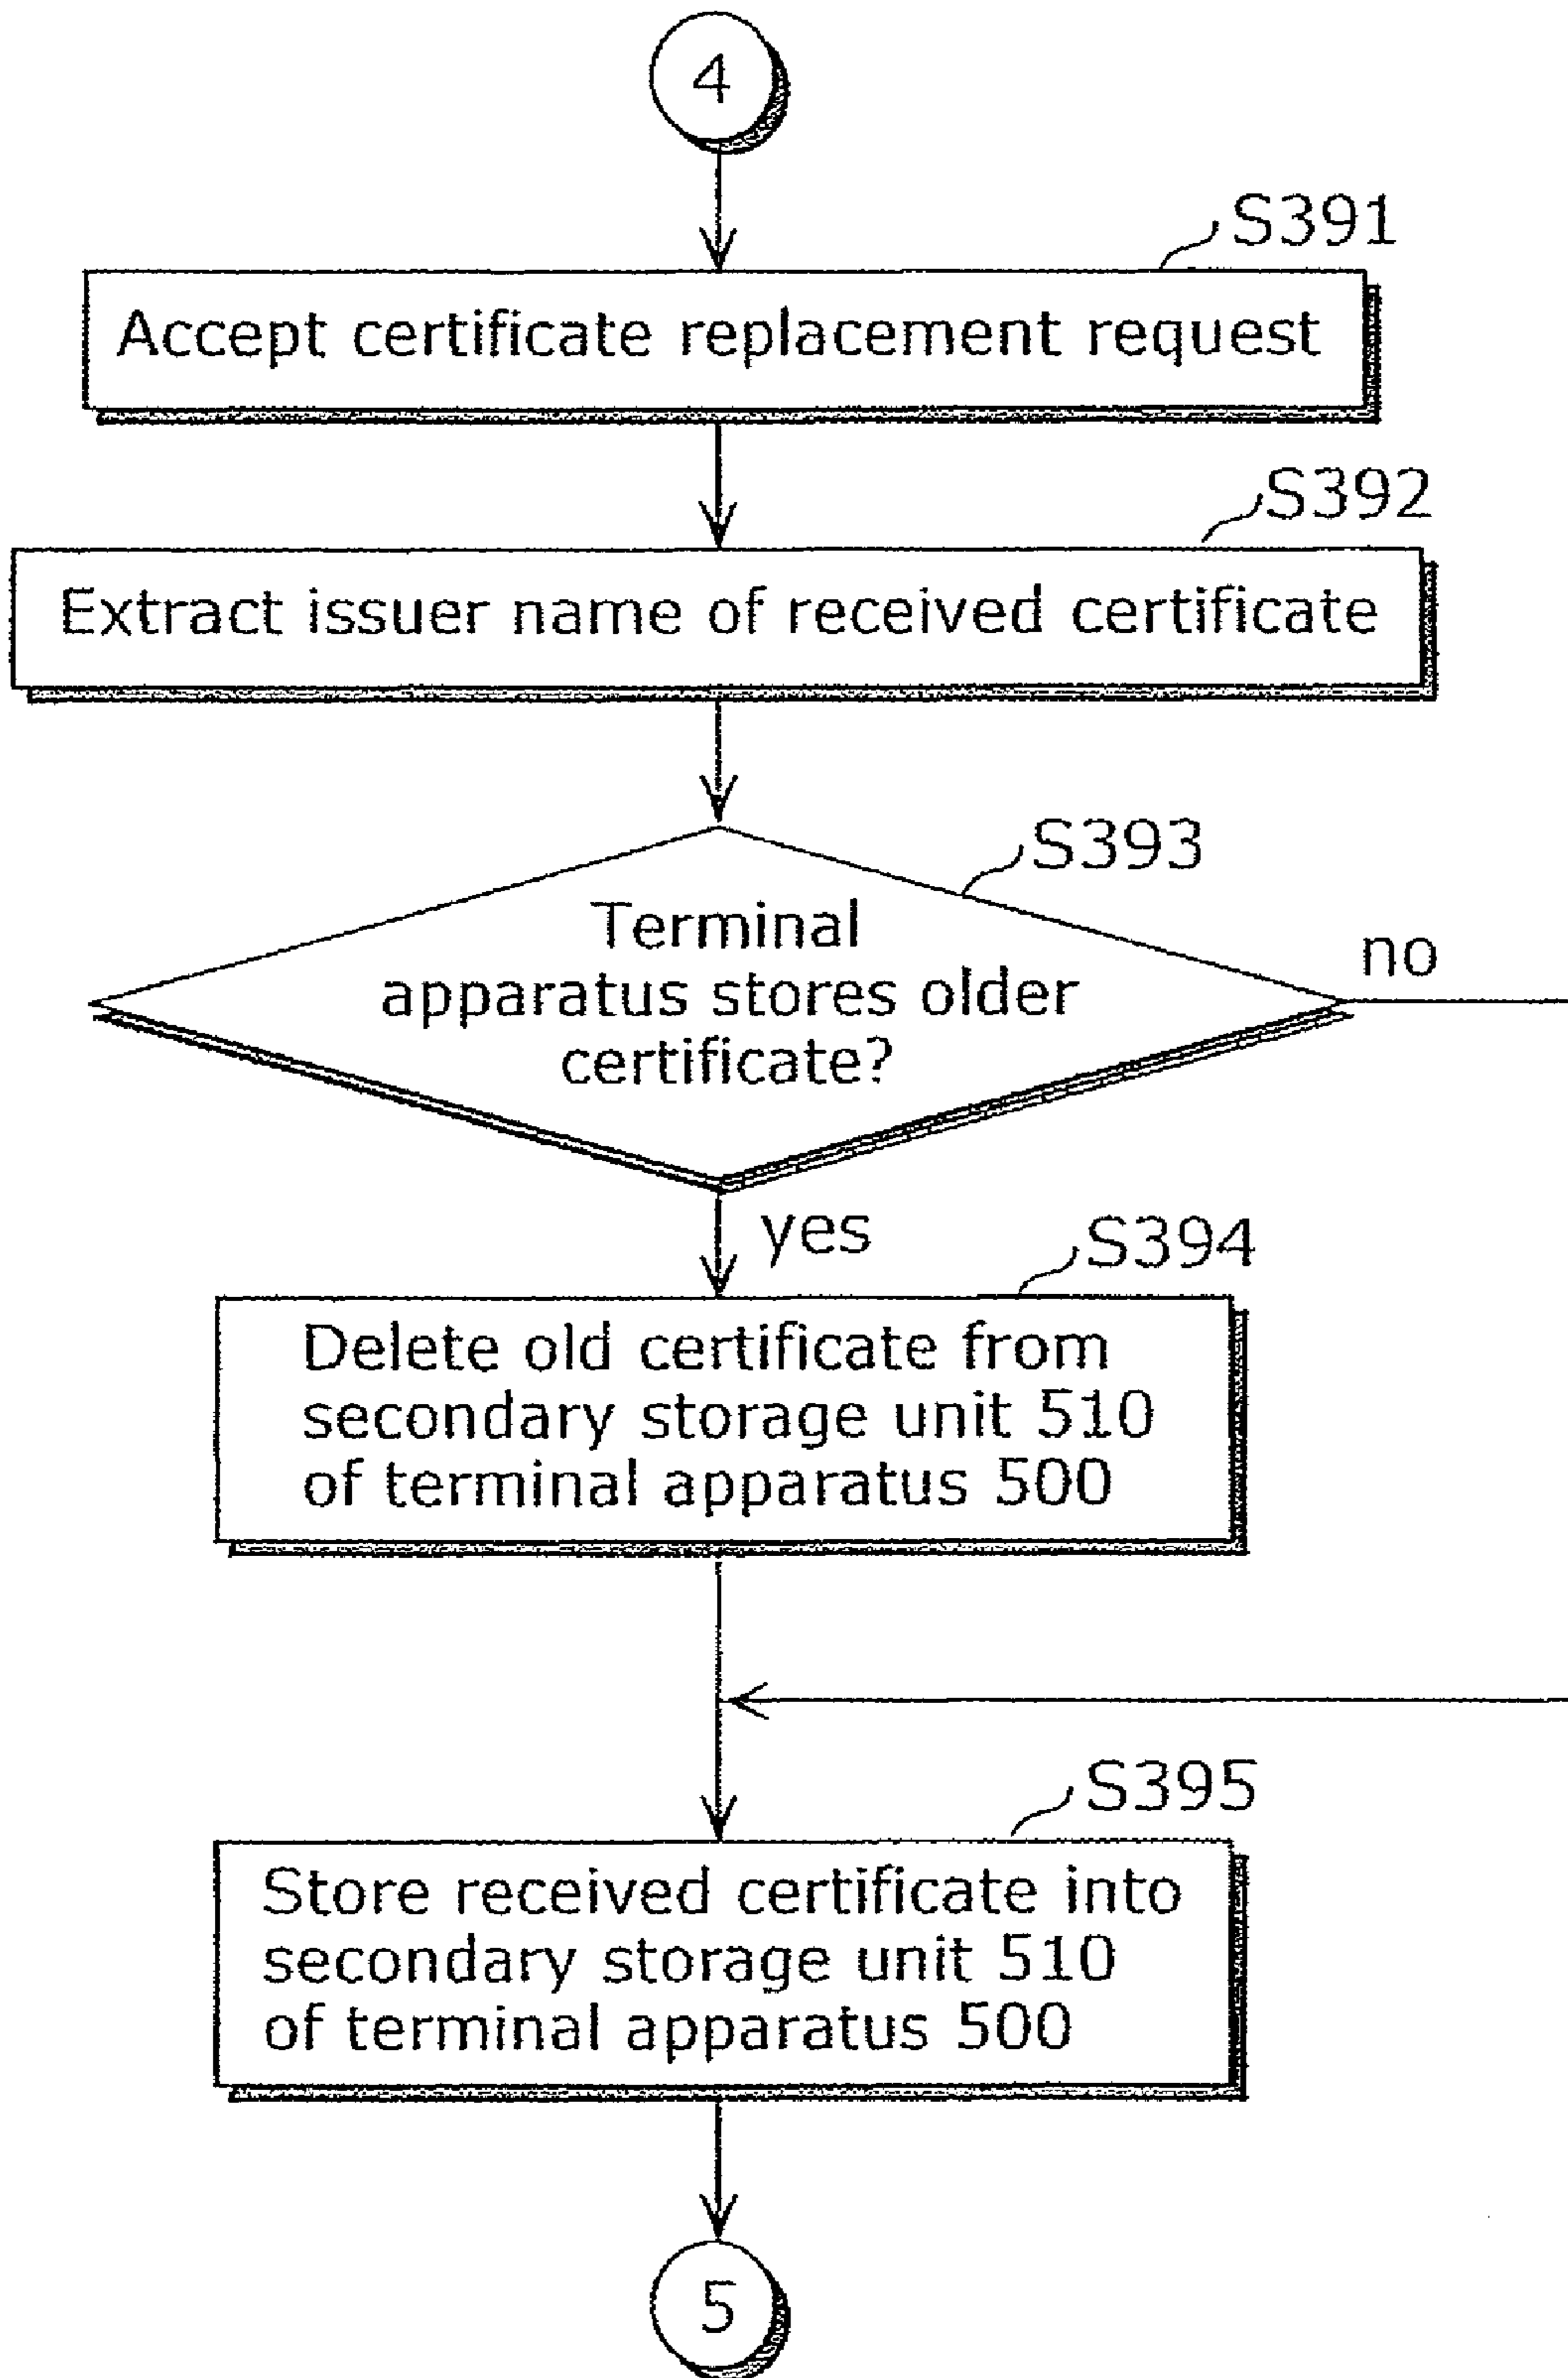 4
S391
Accept certificate replacement request
S392
Extract issuer name of received certificate
S393
Terminal
apparatus stores older
certificate?
no
yes
S394
Delete old certificate from
secondary storage unit 510
of terminal apparatus 500
S395
Store received certificate into
secondary storage unit 510
of terminal apparatus 500
5